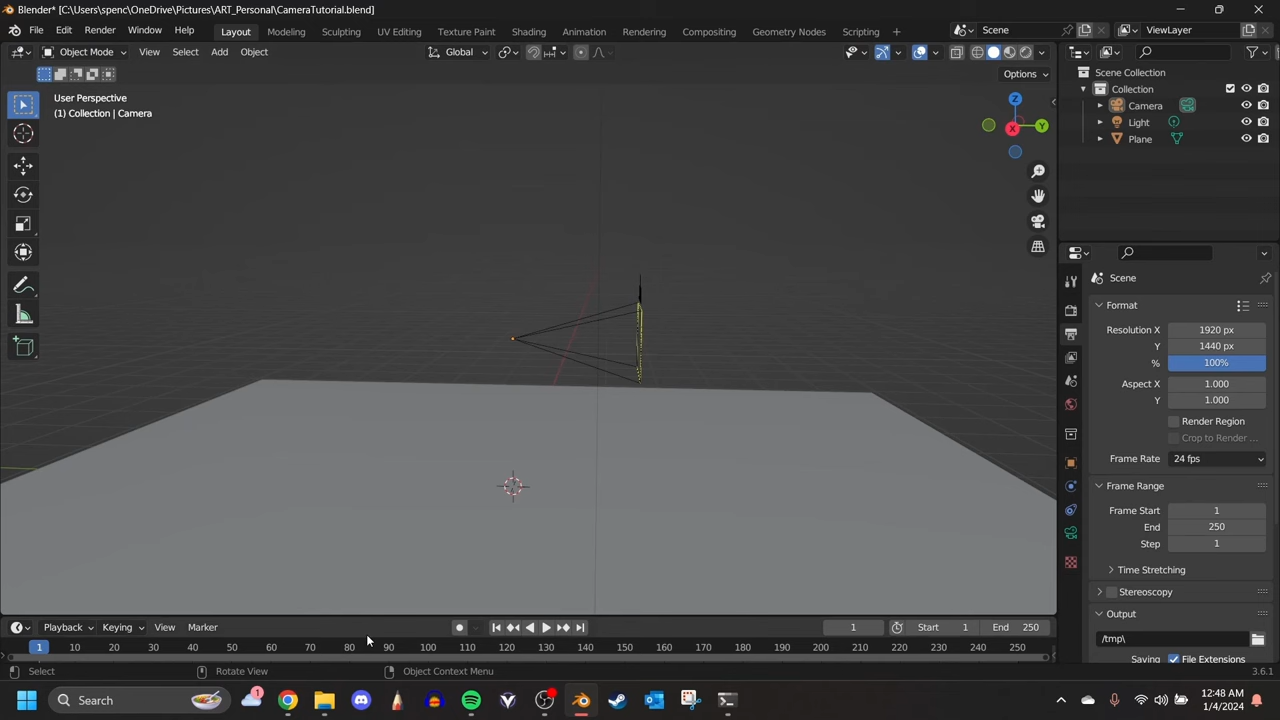 Blender* [C:\Users\spenc\OneDrive\Pictures\ART_Personal\CameraTutorial.blend]
File Edit Render Window Help Layout Modeling Sculpting UV Editing Texture Paint Shading Animation Rendering Compositing Geometry Nodes Scripting + Scene ViewLayer
Object Mode View Select Add Object Global
Options
User Perspective
(1) Collection | Camera
Z
X
Y
Scene Collection
Collection
Camera
Light
Plane
Scene
Format
Resolution X 1920 px
Y 1440 px
% 100%
Aspect X 1.000
Y 1.000
Render Region
Crop to Render ...
Frame Rate 24 fps
Frame Range
Frame Start 1
End 250
Step 1
Time Stretching
Stereoscopy
Output
/tmp\
Saving File Extensions
Playback Keying View Marker 1 Start 1 End 250
1 10 20 30 40 50 60 70 80 90 100 110 120 130 140 150 160 170 180 190 200 210 220 230 240 250
Select Rotate View Object Context Menu 3.6.1
Search 1 12:48 AM
1/4/2024